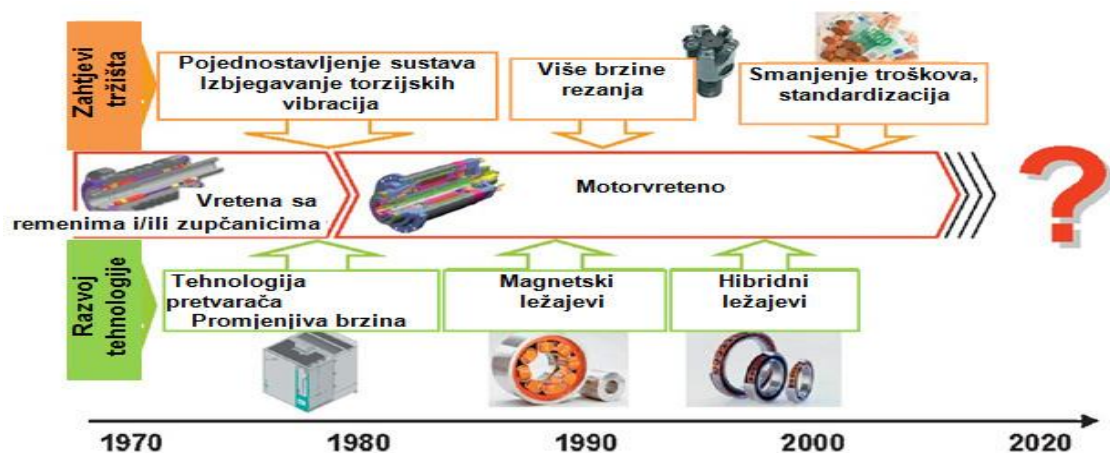 Zahtjevi
tržišta
Pojednostavljenje sustava
Izbjegavanje torzijskih
vibracija
Više brzine
rezanja
Smanjenje troškova,
standardizacija
Vretena sa
remenima i/ili zupčanicima
Motorvreteno
?
Razvoj
tehnologije
Tehnologija
pretvarača
Promjenjiva brzina
Magnetski
ležajevi
Hibridni
ležajevi
1970
1980
1990
2000
2020